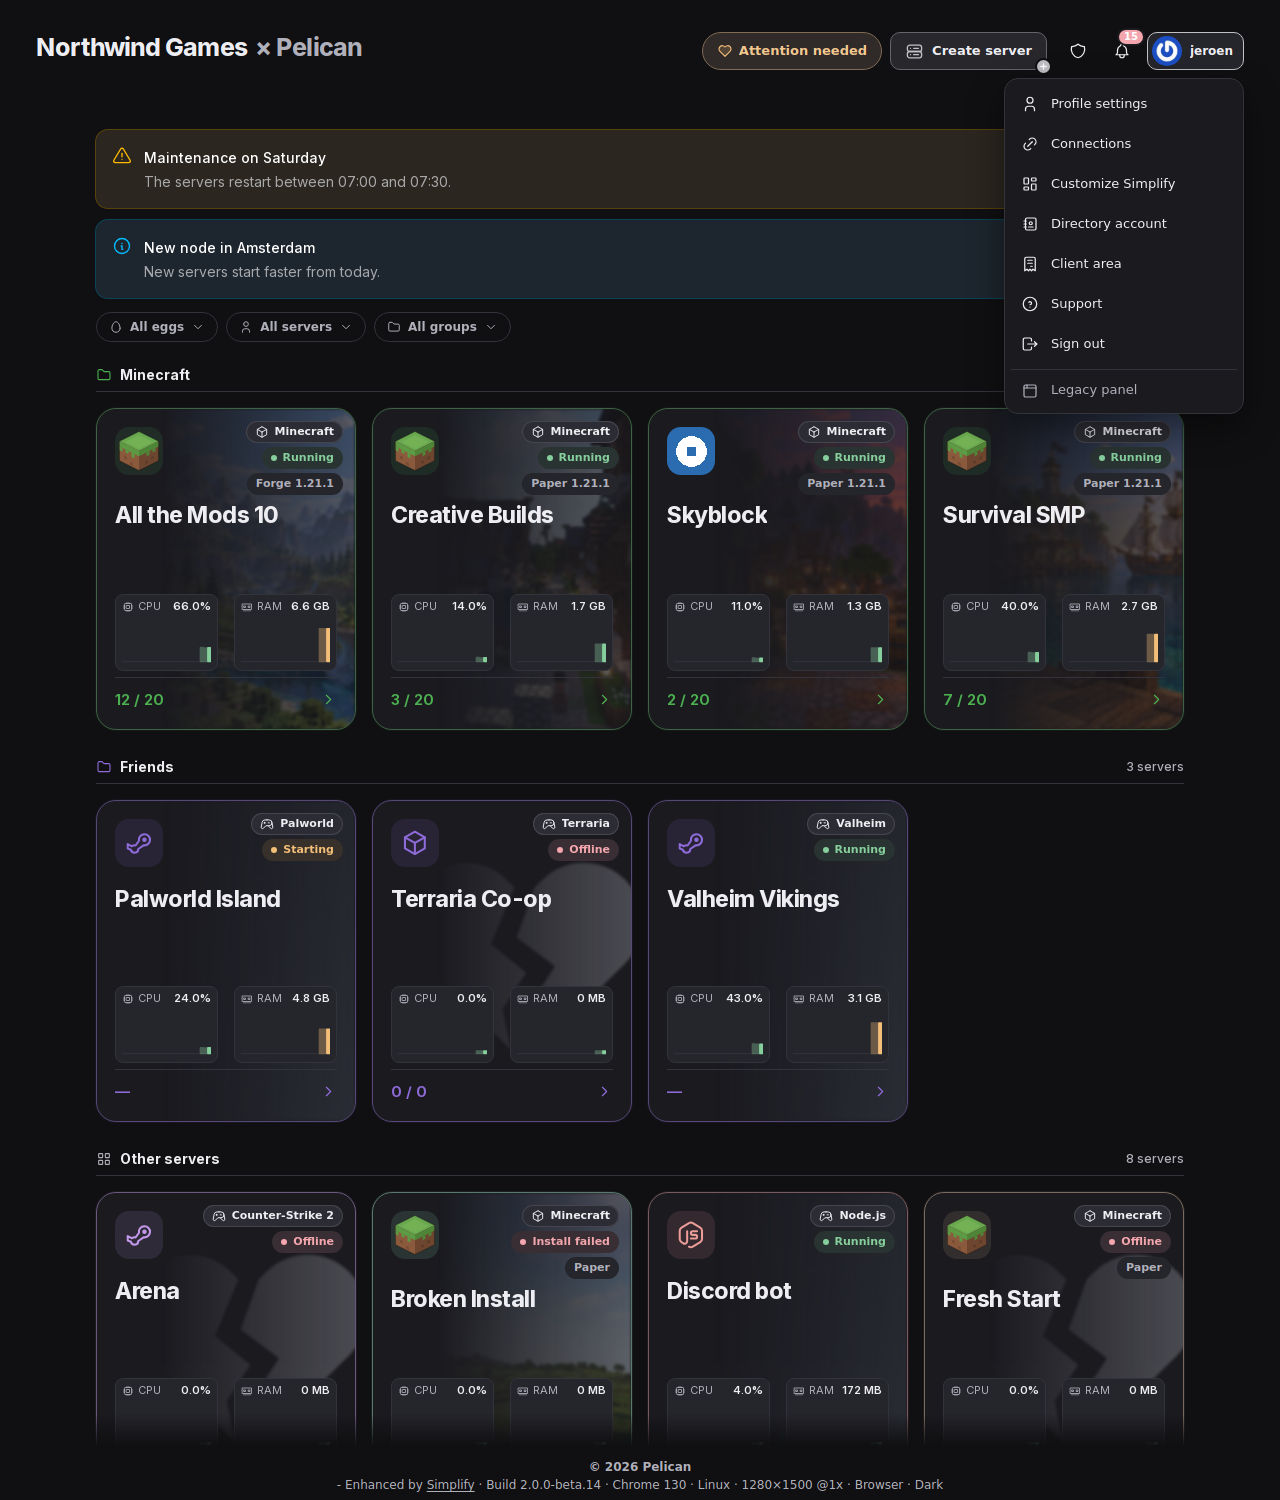 Northwind Games × Pelican
Attention needed
Create server
15
jeroen
Profile settings
Connections
Customize Simplify
Directory account
Client area
Support
Sign out
Legacy panel
Maintenance on Saturday
The servers restart between 07:00 and 07:30.
New node in Amsterdam
New servers start faster from today.
All eggs
All servers
All groups
Minecraft
Minecraft
Running
Forge 1.21.1
All the Mods 10
CPU 66.0%
RAM 6.6 GB
12 / 20
Minecraft
Running
Paper 1.21.1
Creative Builds
CPU 14.0%
RAM 1.7 GB
3 / 20
Minecraft
Running
Paper 1.21.1
Skyblock
CPU 11.0%
RAM 1.3 GB
2 / 20
Minecraft
Running
Paper 1.21.1
Survival SMP
CPU 40.0%
RAM 2.7 GB
7 / 20
Friends
3 servers
Palworld
Starting
Palworld Island
CPU 24.0%
RAM 4.8 GB
—
Terraria
Offline
Terraria Co-op
CPU 0.0%
RAM 0 MB
0 / 0
Valheim
Running
Valheim Vikings
CPU 43.0%
RAM 3.1 GB
—
Other servers
8 servers
Counter-Strike 2
Offline
Arena
CPU 0.0%
RAM 0 MB
Minecraft
Install failed
Paper
Broken Install
CPU 0.0%
RAM 0 MB
Node.js
Running
Discord bot
CPU 4.0%
RAM 172 MB
Minecraft
Offline
Paper
Fresh Start
CPU 0.0%
RAM 0 MB
© 2026 Pelican
- Enhanced by Simplify · Build 2.0.0-beta.14 · Chrome 130 · Linux · 1280×1500 @1x · Browser · Dark